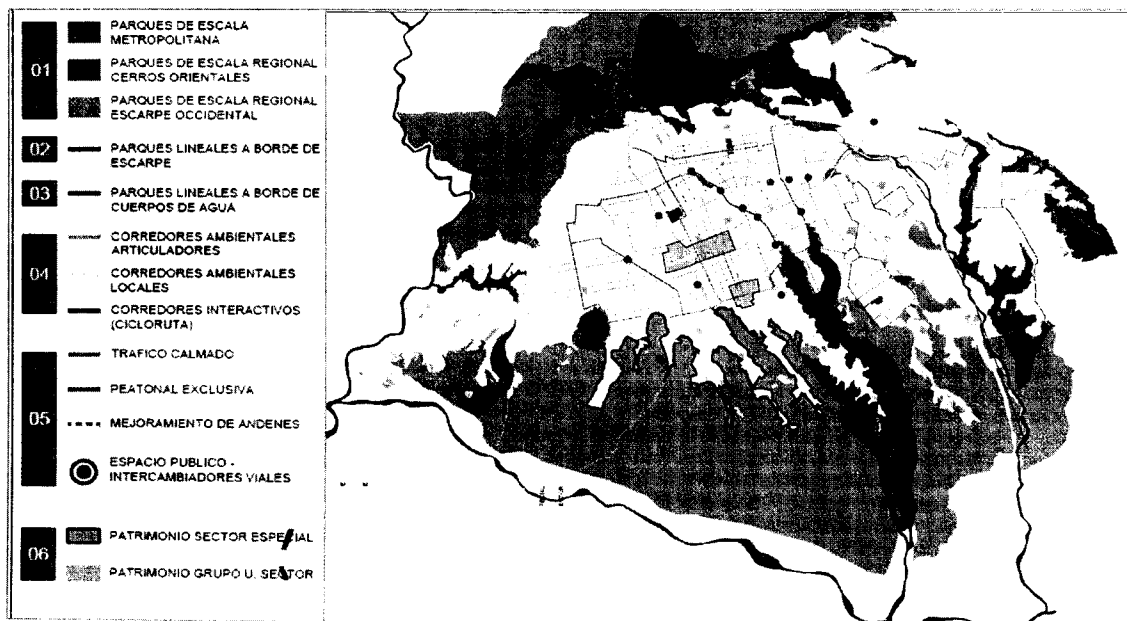 01
PARQUES DE ESCALA
METROPOLITANA
PARQUES DE ESCALA REGIONAL
CERROS ORIENTALES
PARQUES DE ESCALA REGIONAL
ESCARPE OCCIDENTAL
02
PARQUES LINEALES A BORDE DE
ESCARPE
03
PARQUES LINEALES A BORDE DE
CUERPOS DE AGUA
04
CORREDORES AMBIENTALES
ARTICULADORES
CORREDORES AMBIENTALES
LOCALES
CORREDORES INTERACTIVOS
(CICLORUTA)
05
TRAFICO CALMADO
PEATONAL EXCLUSIVA
MEJORAMIENTO DE ANDENES
ESPACIO PUBLICO -
INTERCAMBIADORES VIALES
06
PATRIMONIO SECTOR ESPECIAL
PATRIMONIO GRUPO U. SECTOR